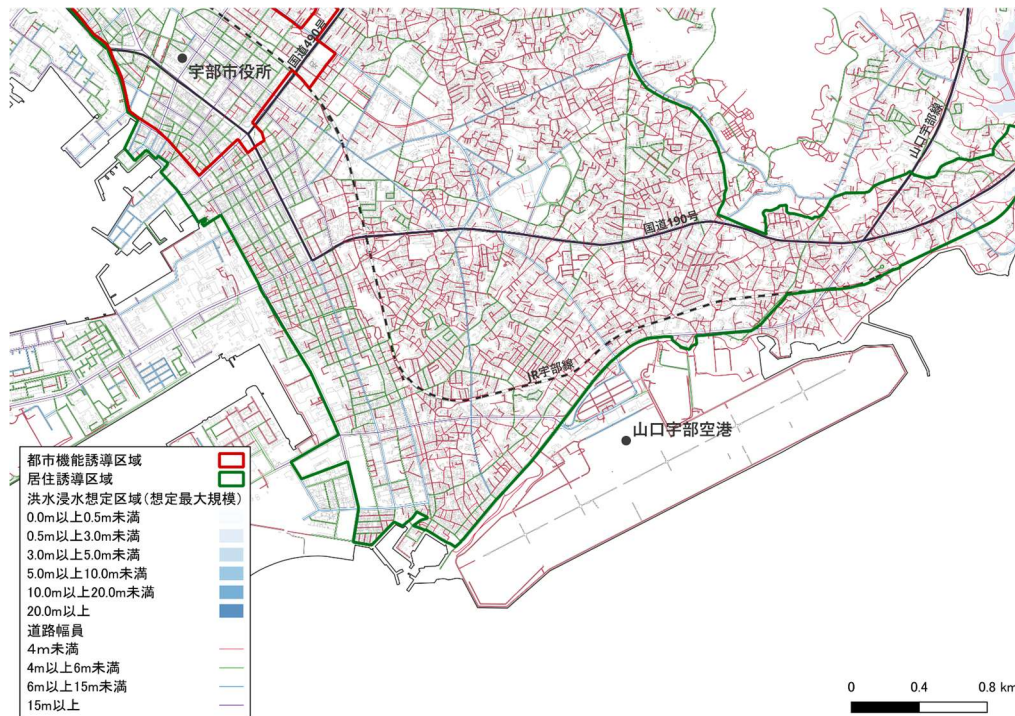 宇部市役所
国道490号
山口宇部線
国道190号
JR宇部線
山口宇部空港
都市機能誘導区域
居住誘導区域
洪水浸水想定区域(想定最大規模)
0.0m以上0.5m未満
0.5m以上3.0m未満
3.0m以上5.0m未満
5.0m以上10.0m未満
10.0m以上20.0m未満
20.0m以上
道路幅員
4m未満
4m以上6m未満
6m以上15m未満
15m以上
0 0.4 0.8 km